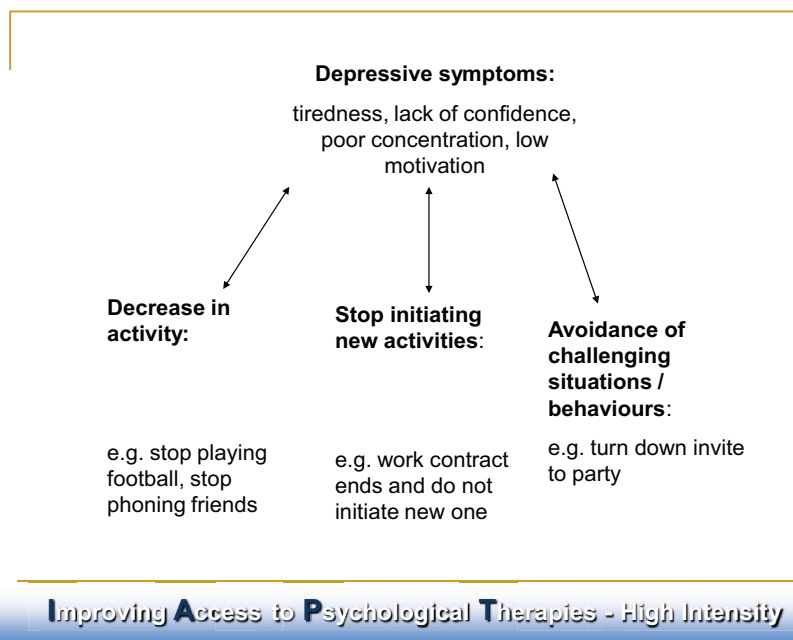 Depressive symptoms:
tiredness, lack of confidence,
poor concentration, low
motivation
Decrease in
activity:
e.g. stop playing
football, stop
phoning friends
Stop initiating
new activities:
e.g. work contract
ends and do not
initiate new one
Avoidance of
challenging
situations /
behaviours:
e.g. turn down invite
to party
Improving Access to Psychological Therapies - High Intensity